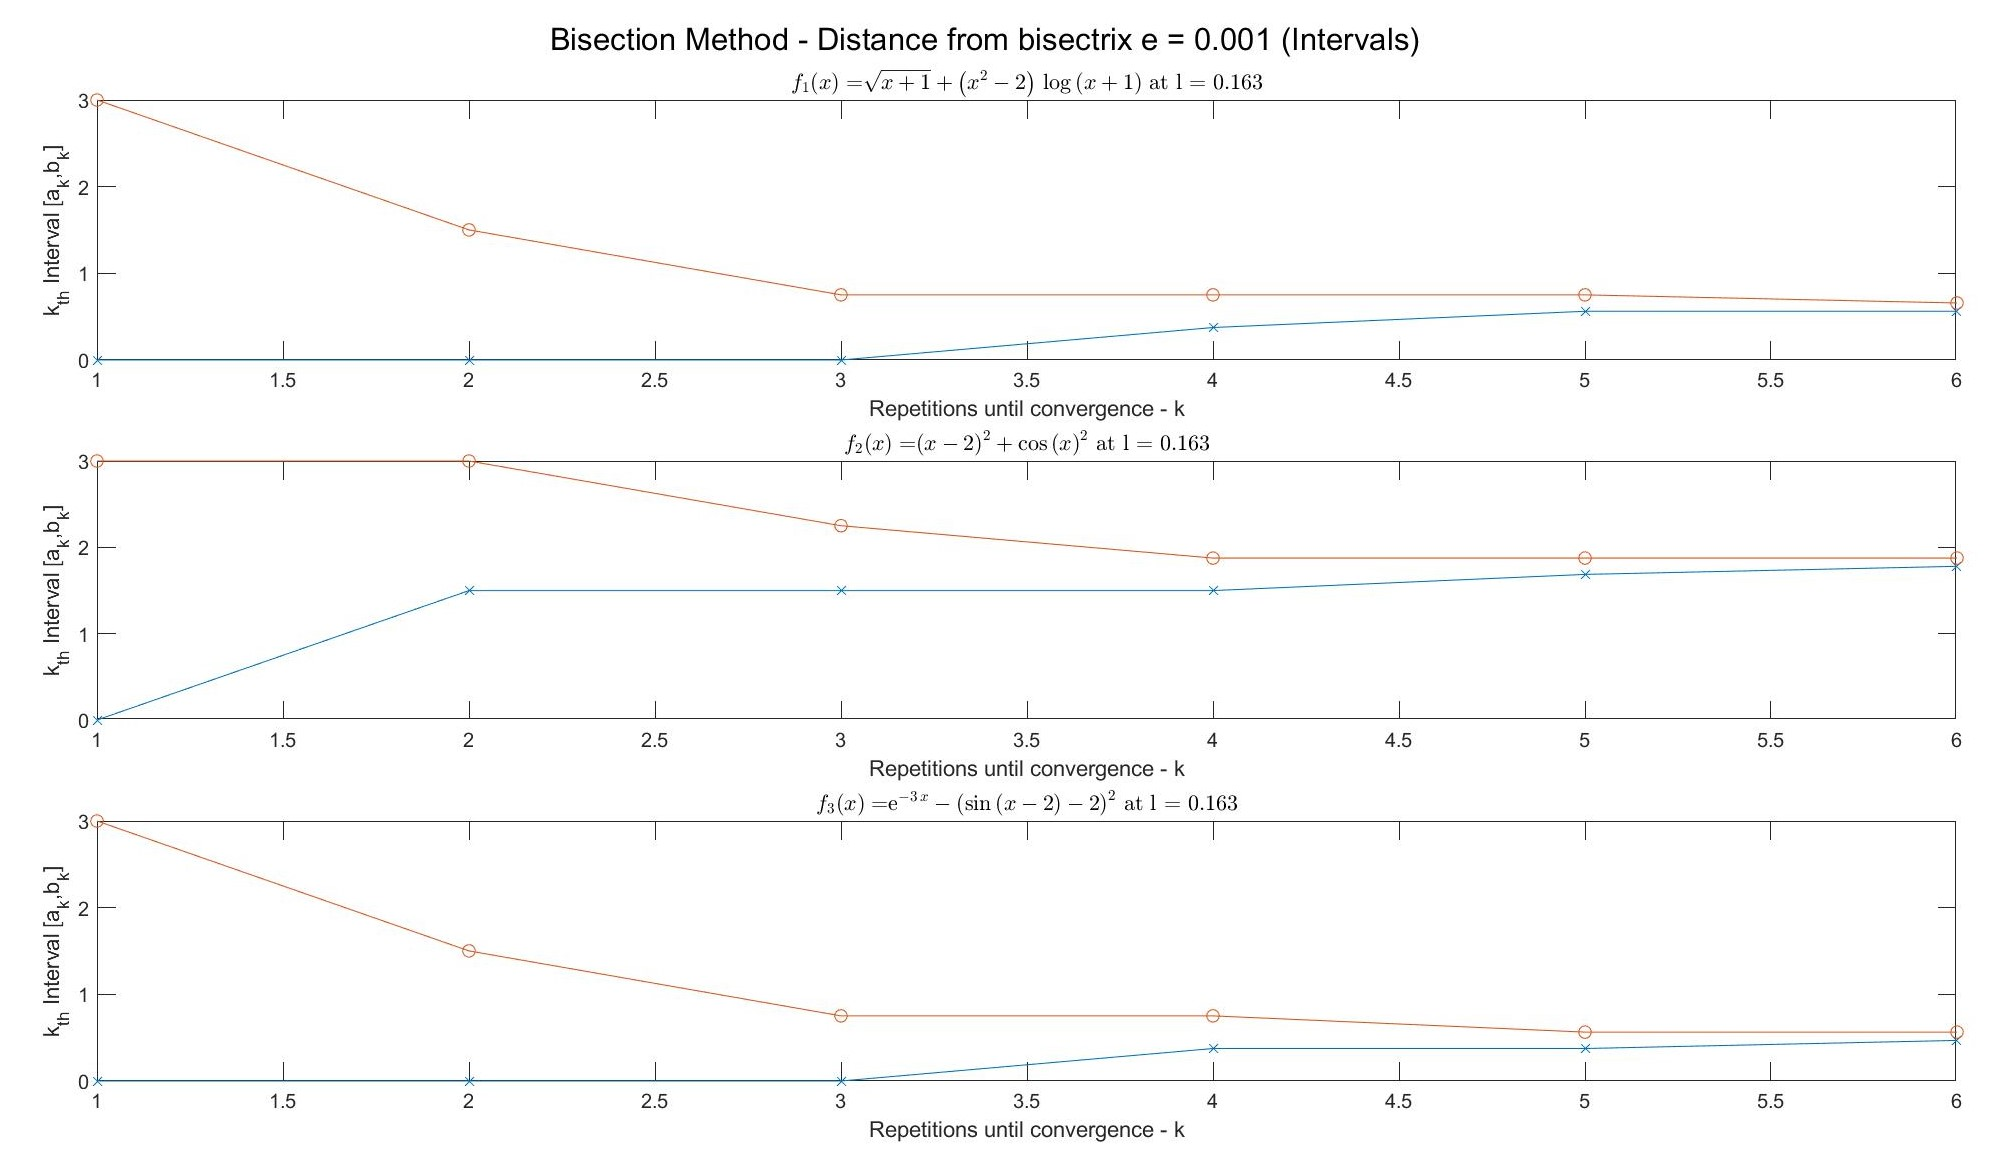 Bisection Method - Distance from bisectrix e = 0.001 (Intervals)
f₁(x) =√(x + 1) + (x² − 2) log (x + 1) at l = 0.163
3
2
1
0
k_th Interval [a_k,b_k]
1 1.5 2 2.5 3 3.5 4 4.5 5 5.5 6
Repetitions until convergence - k
f₂(x) =(x − 2)² + cos (x)² at l = 0.163
3
2
1
0
k_th Interval [a_k,b_k]
1 1.5 2 2.5 3 3.5 4 4.5 5 5.5 6
Repetitions until convergence - k
f₃(x) =e^(−3 x) − (sin (x − 2) − 2)² at l = 0.163
3
2
1
0
k_th Interval [a_k,b_k]
1 1.5 2 2.5 3 3.5 4 4.5 5 5.5 6
Repetitions until convergence - k